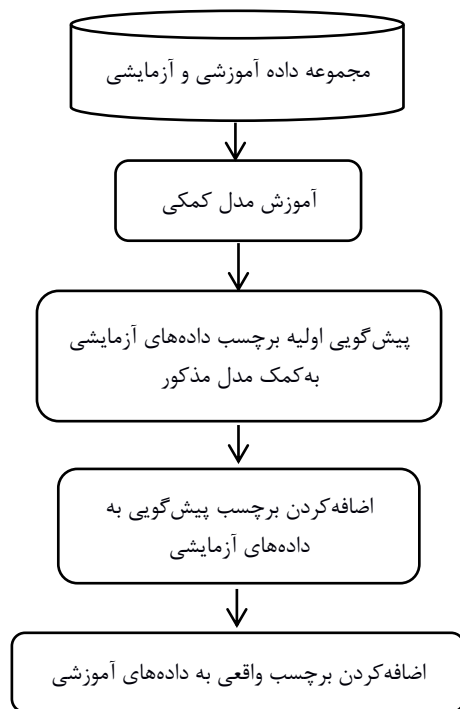 مجموعه داده آموزشی و آزمایشی
آموزش مدل کمکی
پیش‌گویی اولیه برچسب داده‌های آزمایشی
به‌کمک مدل مذکور
اضافه‌کردن برچسب پیش‌گویی به
داده‌های آزمایشی
اضافه‌کردن برچسب واقعی به داده‌های آموزشی